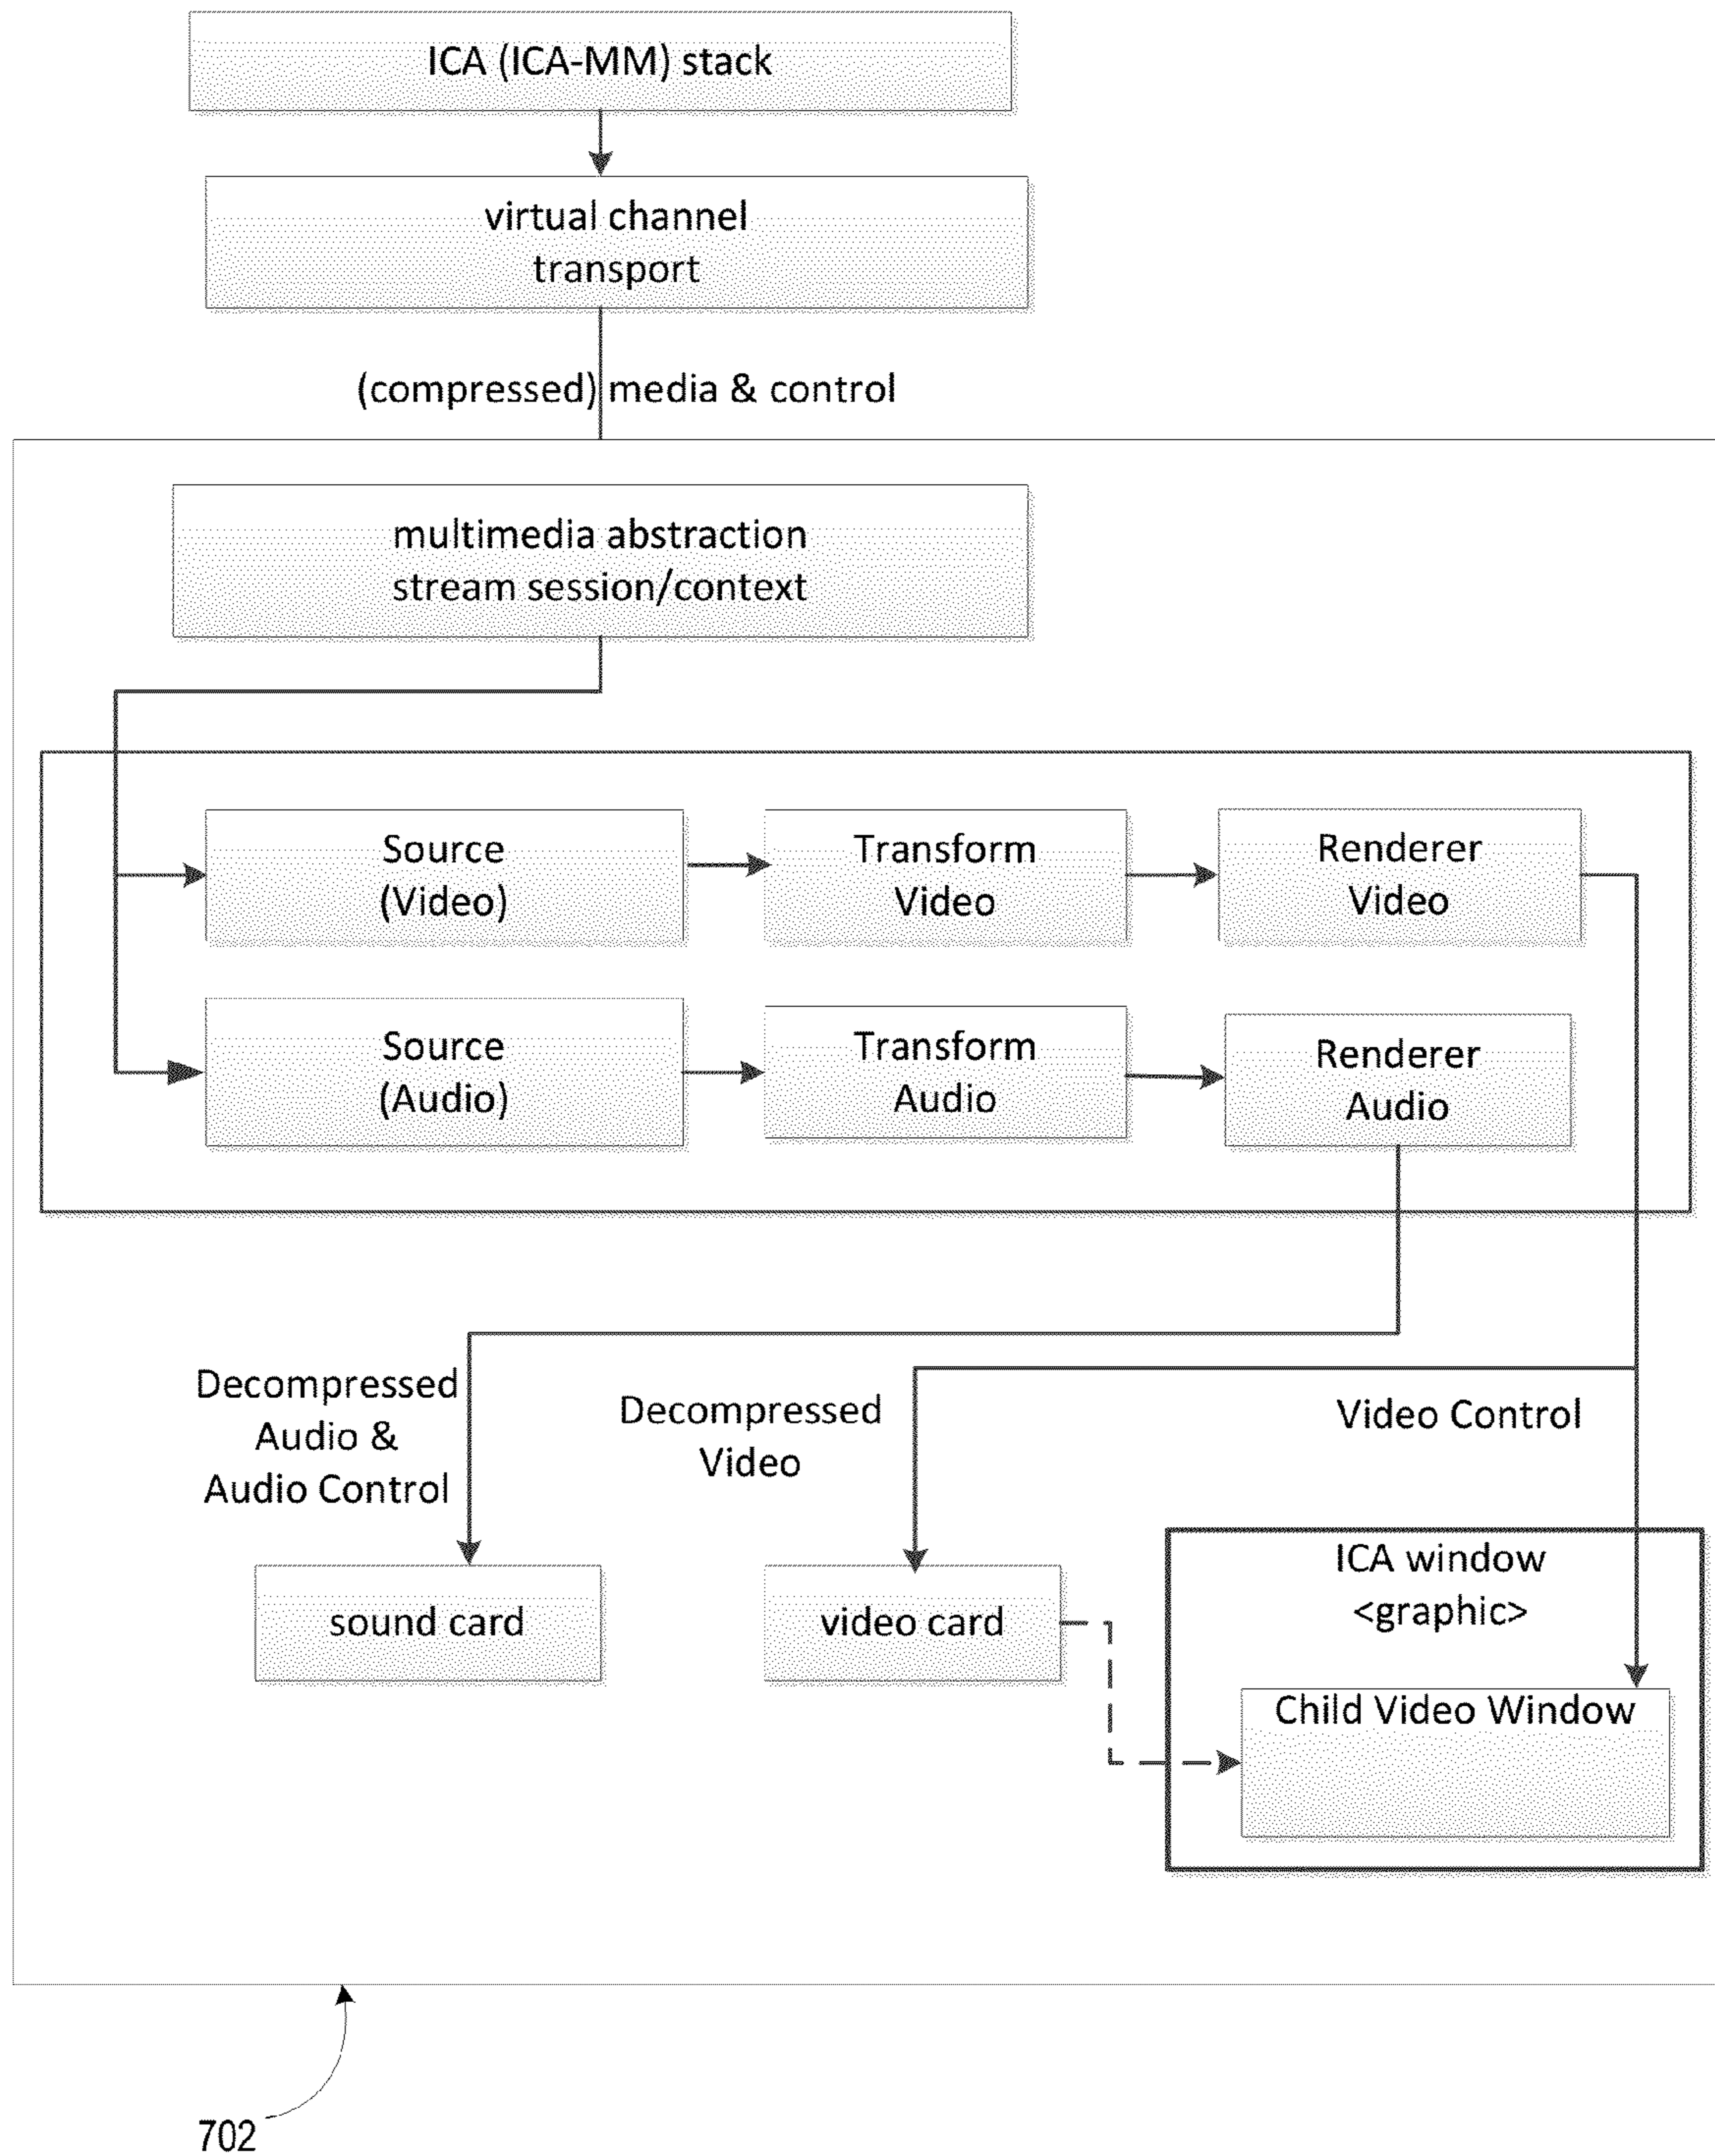 ICA (ICA-MM) stack
virtual channel
transport
(compressed) media & control
multimedia abstraction
stream session/context
Source
(Video)
Transform
Video
Renderer
Video
Source
(Audio)
Transform
Audio
Renderer
Audio
Decompressed
Audio &
Audio Control
Decompressed
Video
Video Control
sound card
video card
ICA window
<graphic>
Child Video Window
702